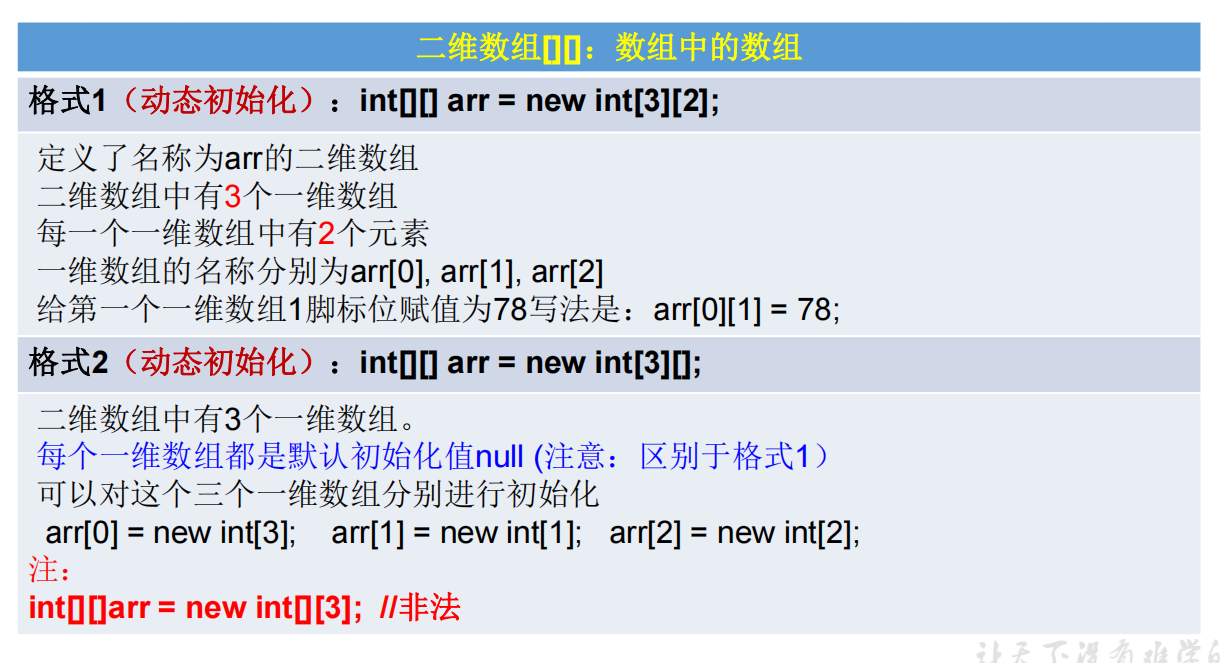 二维数组[][]：数组中的数组
格式1（动态初始化）：int[][] arr = new int[3][2];
定义了名称为arr的二维数组
二维数组中有3个一维数组
每一个一维数组中有2个元素
一维数组的名称分别为arr[0], arr[1], arr[2]
给第一个一维数组1脚标位赋值为78写法是：arr[0][1] = 78;
格式2（动态初始化）：int[][] arr = new int[3][];
二维数组中有3个一维数组。
每个一维数组都是默认初始化值null (注意：区别于格式1）
可以对这个三个一维数组分别进行初始化
arr[0] = new int[3]; arr[1] = new int[1]; arr[2] = new int[2];
注：
int[][]arr = new int[][3]; //非法
让天下没有难学的